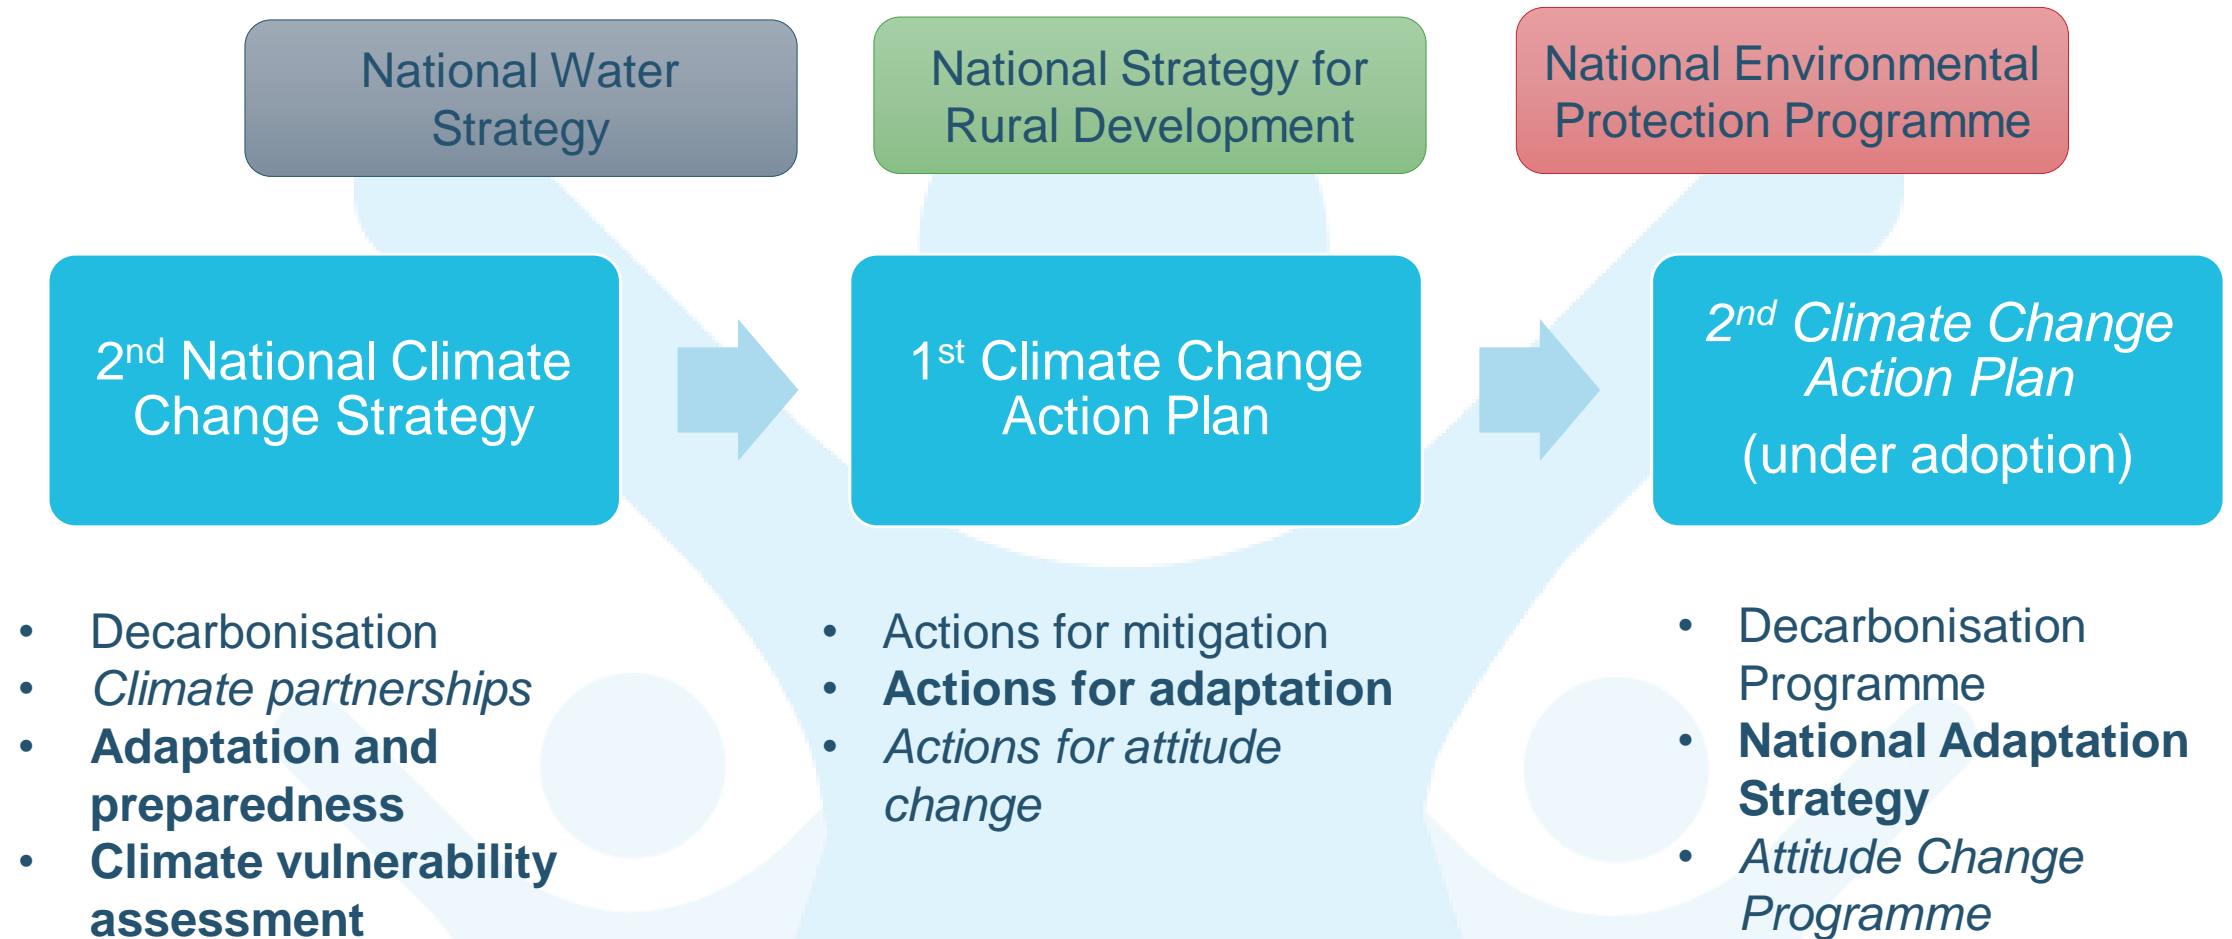 National Water
Strategy
National Strategy for
Rural Development
National Environmental
Protection Programme
2nd National Climate
Change Strategy
1st Climate Change
Action Plan
2nd Climate Change
Action Plan
(under adoption)
• Decarbonisation
• Climate partnerships
• Adaptation and
preparedness
• Climate vulnerability
assessment
• Actions for mitigation
• Actions for adaptation
• Actions for attitude
change
• Decarbonisation
Programme
• National Adaptation
Strategy
• Attitude Change
Programme